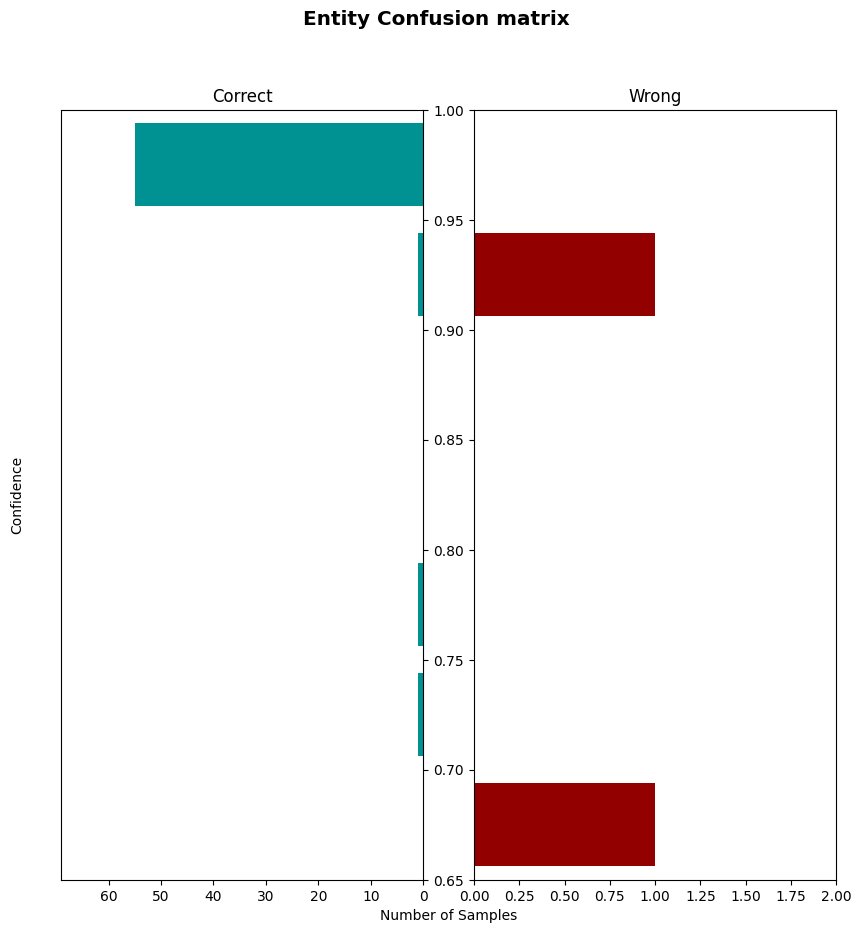 Entity Confusion matrix
Correct
Wrong
1.00
0.95
0.90
0.85
0.80
0.75
0.70
0.65
Confidence
60 50 40 30 20 10 0
0.00 0.25 0.50 0.75 1.00 1.25 1.50 1.75 2.00
Number of Samples